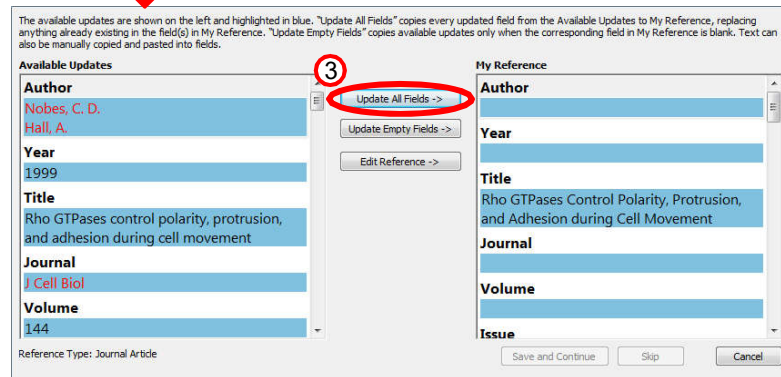 The available updates are shown on the left and highlighted in blue. "Update All Fields" copies every updated field from the Available Updates to My Reference, replacing
anything already existing in the field(s) in My Reference. "Update Empty Fields" copies available updates only when the corresponding field in My Reference is blank. Text can
also be manually copied and pasted into fields.
Available Updates
Author
Nobes, C. D.
Hall, A.
Year
1999
Title
Rho GTPases control polarity, protrusion,
and adhesion during cell movement
Journal
J Cell Biol
Volume
144
Reference Type: Journal Article
3
Update All Fields ->
Update Empty Fields ->
Edit Reference ->
My Reference
Author
Year
Title
Rho GTPases Control Polarity, Protrusion,
and Adhesion during Cell Movement
Journal
Volume
Issue
Save and Continue
Skip
Cancel